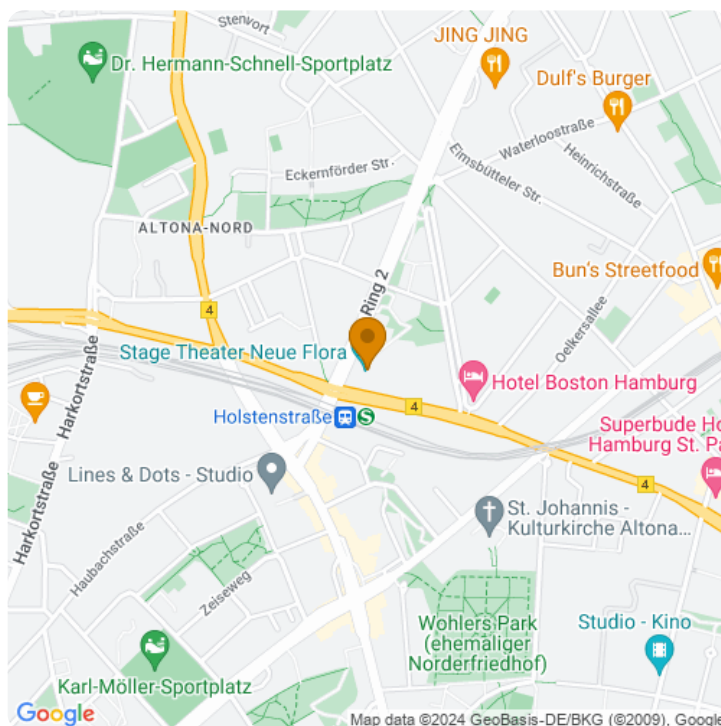 Stenvort
JING JING
Dr. Hermann-Schnell-Sportplatz
Dulf's Burger
Waterloostraße
Eckernförder Str.
Eimsbütteler Str.
Heinrichstraße
ALTONA-NORD
Bun's Streetfood
Ring 2
4
Oelkersallee
Harkortstraße
Stage Theater Neue Flora
Hotel Boston Hamburg
Holstenstraße
S
4
Superbude Ho
Hamburg St. Pa
Lines & Dots - Studio
4
Harkortstraße
St. Johannis -
Kulturkirche Altona...
Haubachstraße
Zeiseweg
Wohlers Park
(ehemaliger
Norderfriedhof)
Studio - Kino
Karl-Möller-Sportplatz
Google
Map data ©2024 GeoBasis-DE/BKG (©2009), Google